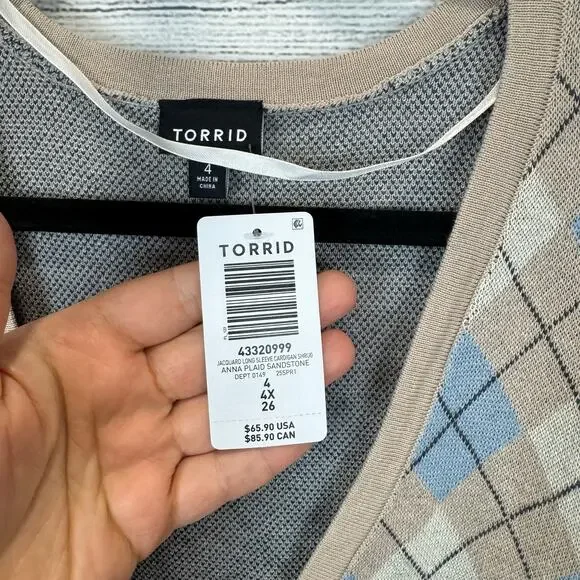 TORRID
4
MADE IN
CHINA
TORRID
43320999
JACQUARD LONG SLEEVE CARDIGAN SHRUG
ANNA PLAID SANDSTONE
DEPT 0149 25SPR1
4
4X
26
$65.90 USA
$85.90 CAN